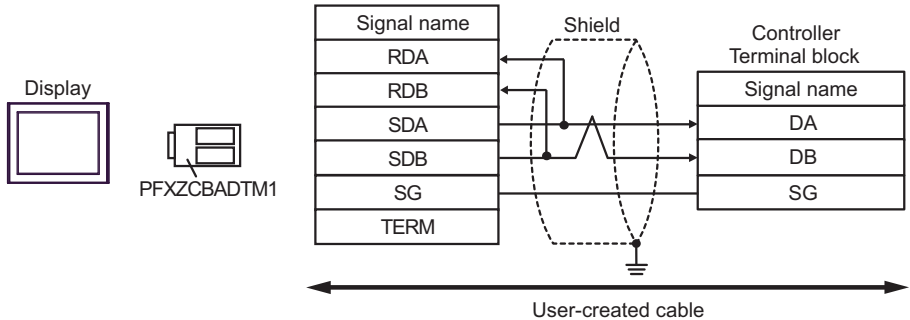 Display
PFXZCBADTM1
Signal name
RDA
RDB
SDA
SDB
SG
TERM
Shield
Controller
Terminal block
Signal name
DA
DB
SG
User-created cable